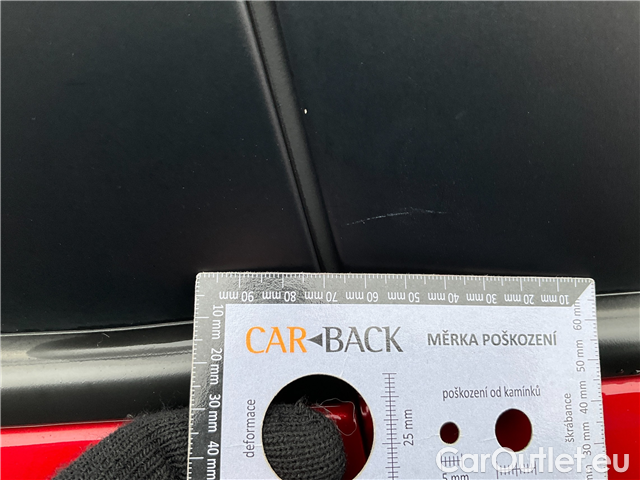 90 mm 80 mm 70 mm 60 mm 50 mm 40 mm 30 mm 20 mm 10 mm
10 mm 20 mm 30 mm 40 mm
CAR BACK
MĚRKA POŠKOZENÍ
deformace
25 mm
poškození od kamínků
5 mm
škrábance
30 mm 40 mm 50 mm 60 mm
CarOutlet.eu